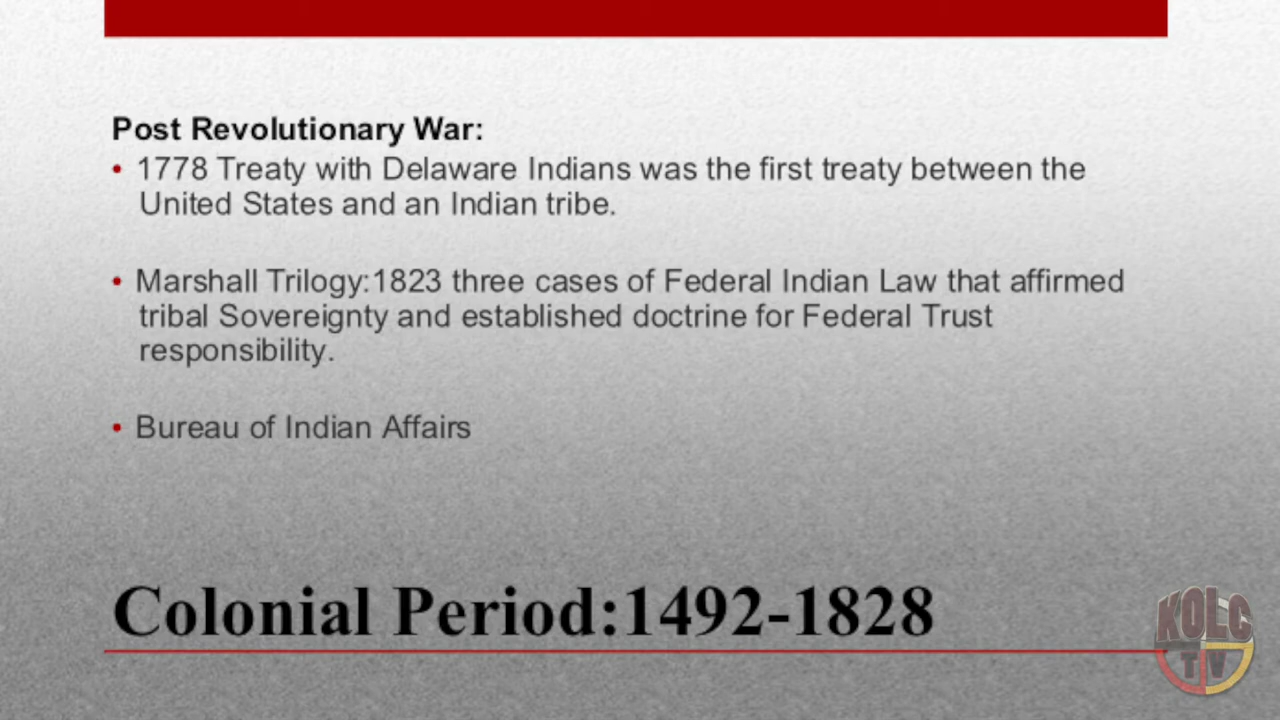 Post Revolutionary War:
• 1778 Treaty with Delaware Indians was the first treaty between the
United States and an Indian tribe.
• Marshall Trilogy:1823 three cases of Federal Indian Law that affirmed
tribal Sovereignty and established doctrine for Federal Trust
responsibility.
• Bureau of Indian Affairs
Colonial Period:1492-1828
KOLC
TV